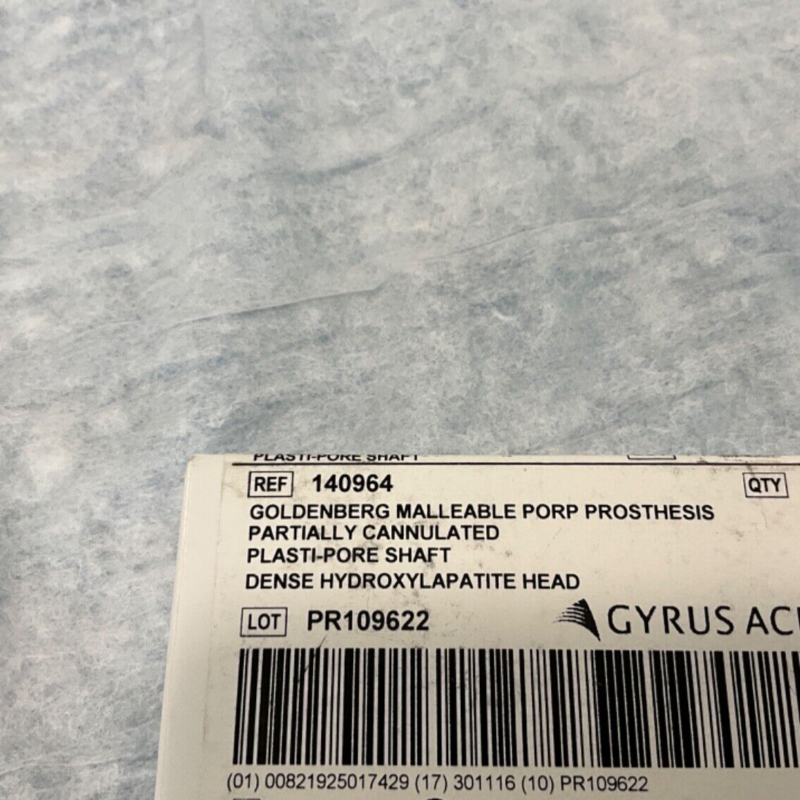 PLASTI-PORE SHAFT
REF 140964 QTY
GOLDENBERG MALLEABLE PORP PROSTHESIS
PARTIALLY CANNULATED
PLASTI-PORE SHAFT
DENSE HYDROXYLAPATITE HEAD
LOT PR109622 GYRUS AC
(01) 00821925017429 (17) 301116 (10) PR109622